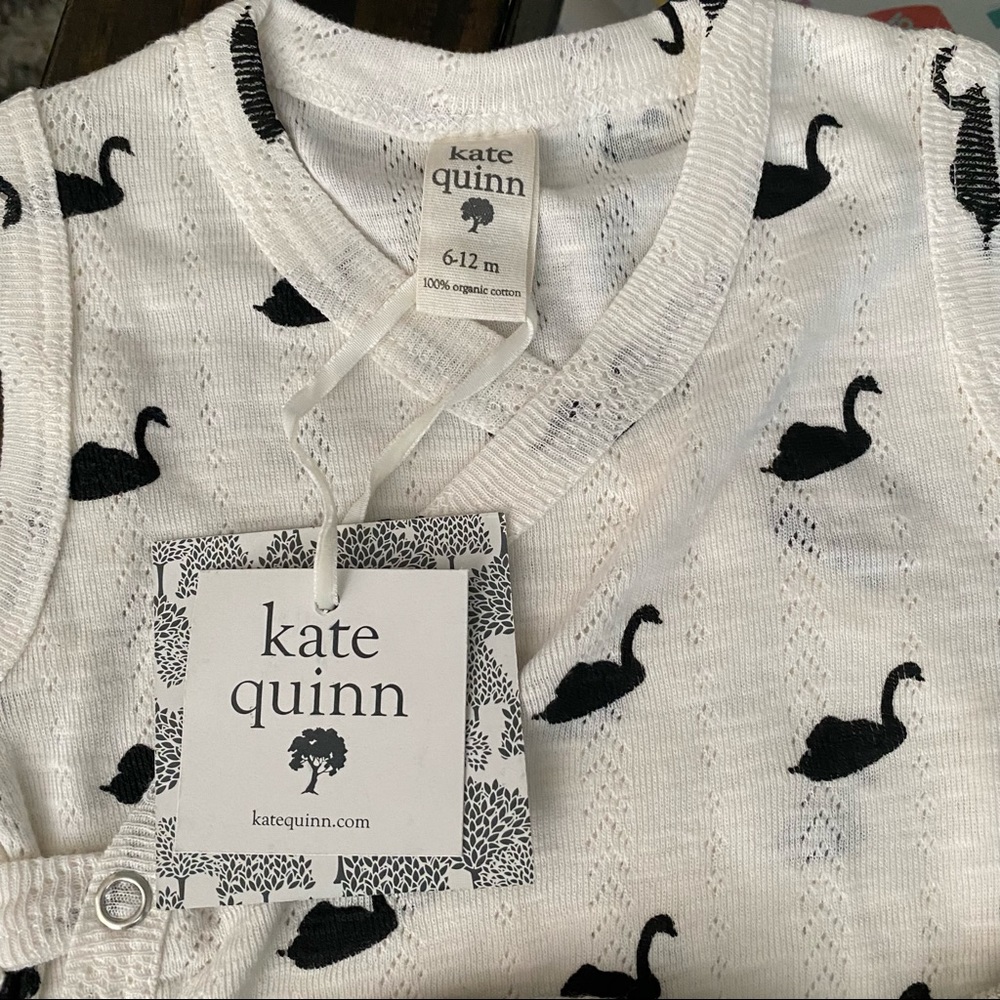 kate
quinn
6-12 m
100% organic cotton
kate
quinn
katequinn.com